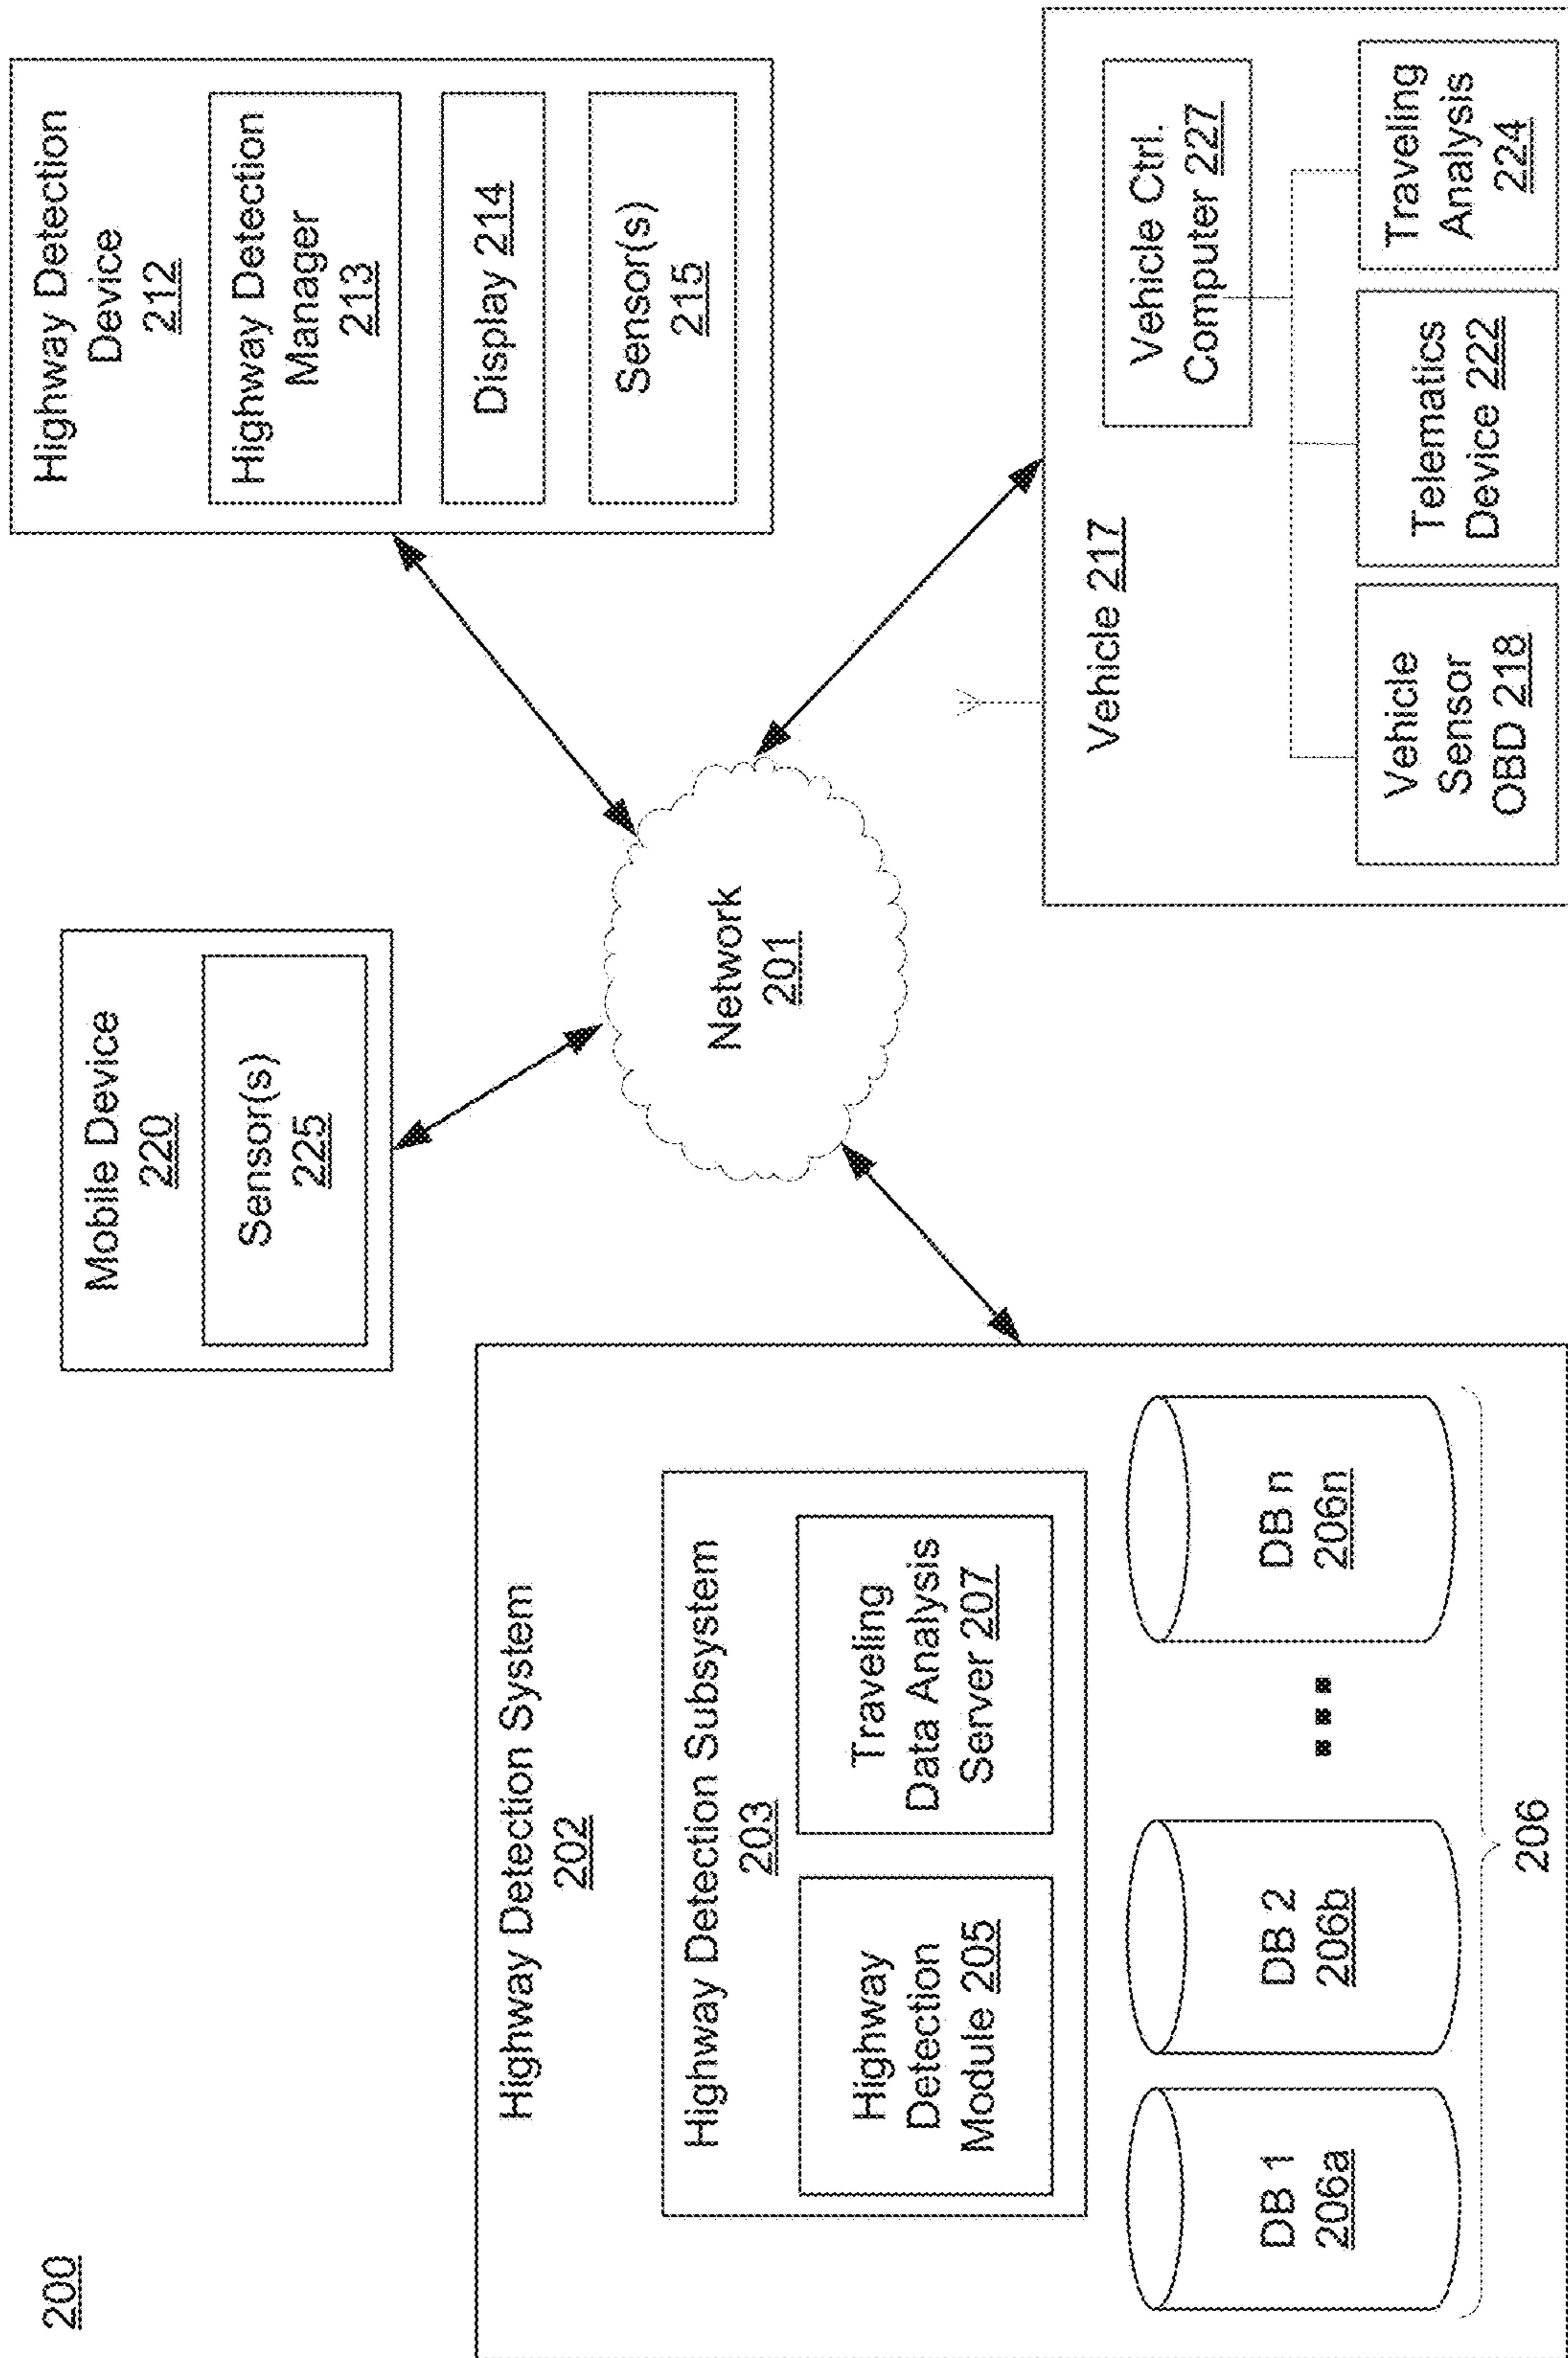 200
Highway Detection System
202
Highway Detection Subsystem
203
Highway
Detection
Module 205
Traveling
Data Analysis
Server 207
DB 1
206a
DB 2
206b
DB n
206n
206
Mobile Device
220
Sensor(s)
225
Network
201
Highway Detection
Device
212
Highway Detection
Manager
213
Display 214
Sensor(s)
215
Vehicle 217
Vehicle Ctrl.
Computer 227
Vehicle
Sensor
OBD 218
Telematics
Device 222
Traveling
Analysis
224